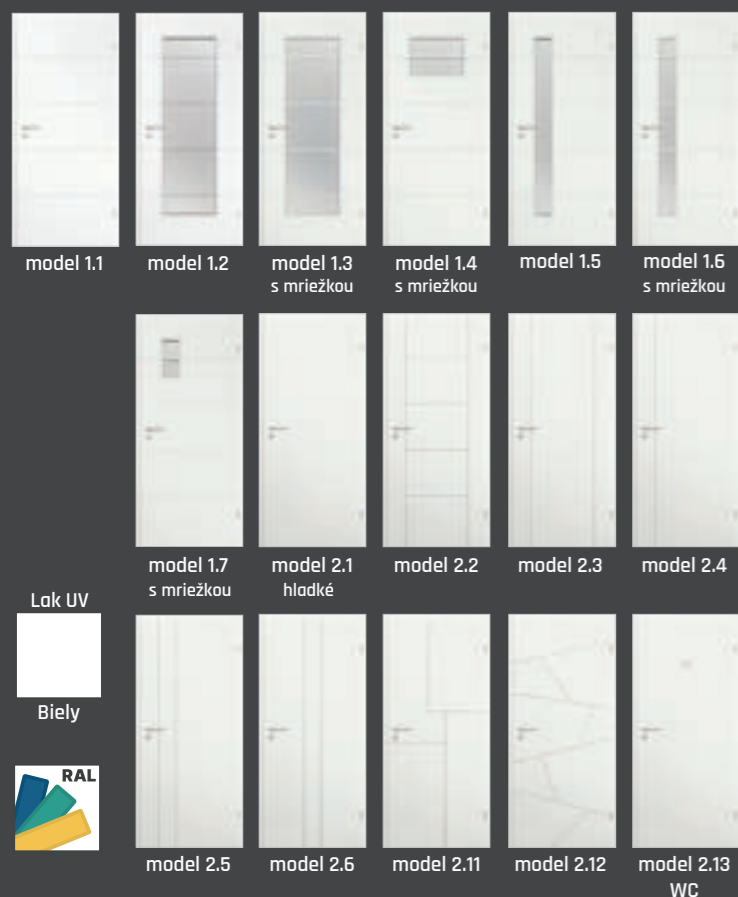 model 1.1
model 1.2
model 1.3
s mriežkou
model 1.4
s mriežkou
model 1.5
model 1.6
s mriežkou
model 1.7
s mriežkou
model 2.1
hladké
model 2.2
model 2.3
model 2.4
Lak UV
Biely
RAL
model 2.5
model 2.6
model 2.11
model 2.12
model 2.13
WC